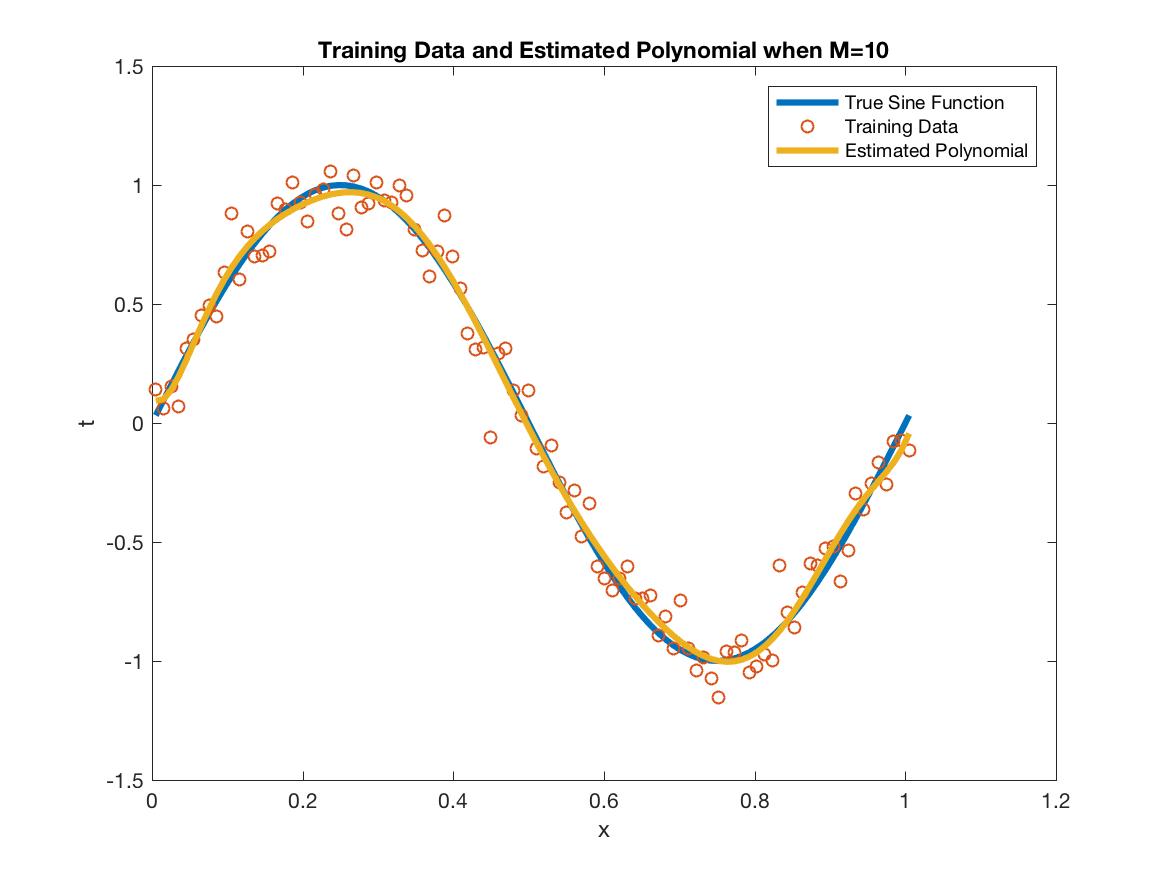 Training Data and Estimated Polynomial when M=10
True Sine Function
Training Data
Estimated Polynomial
1.5
1
0.5
0
-0.5
-1
-1.5
t
0
0.2
0.4
0.6
0.8
1
1.2
x